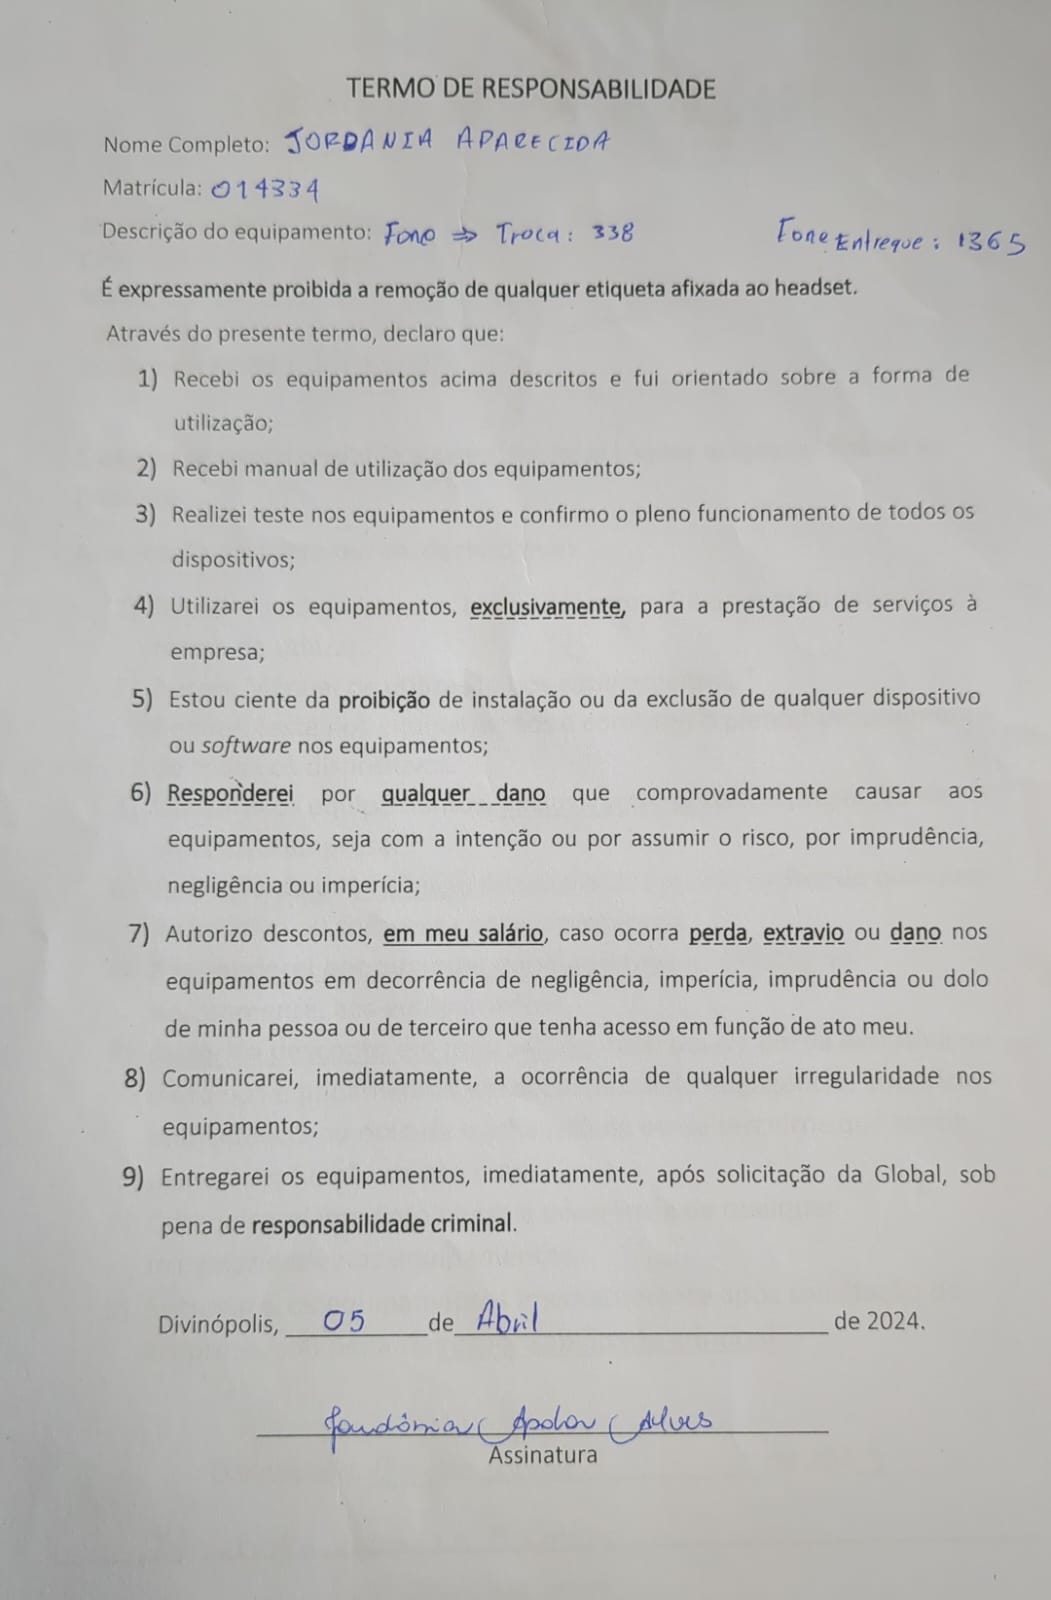 TERMO DE RESPONSABILIDADE
Nome Completo: JORDANIA APARECIDA
Matrícula: 014334
Descrição do equipamento: Fone ⇒ Troca: 338 Fone Entregue: 1365
É expressamente proibida a remoção de qualquer etiqueta afixada ao headset.
Através do presente termo, declaro que:
1) Recebi os equipamentos acima descritos e fui orientado sobre a forma de
utilização;
2) Recebi manual de utilização dos equipamentos;
3) Realizei teste nos equipamentos e confirmo o pleno funcionamento de todos os
dispositivos;
4) Utilizarei os equipamentos, exclusivamente, para a prestação de serviços à
empresa;
5) Estou ciente da proibição de instalação ou da exclusão de qualquer dispositivo
ou software nos equipamentos;
6) Responderei por qualquer dano que comprovadamente causar aos
equipamentos, seja com a intenção ou por assumir o risco, por imprudência,
negligência ou imperícia;
7) Autorizo descontos, em meu salário, caso ocorra perda, extravio ou dano nos
equipamentos em decorrência de negligência, imperícia, imprudência ou dolo
de minha pessoa ou de terceiro que tenha acesso em função de ato meu.
8) Comunicarei, imediatamente, a ocorrência de qualquer irregularidade nos
equipamentos;
9) Entregarei os equipamentos, imediatamente, após solicitação da Global, sob
pena de responsabilidade criminal.
Divinópolis, 05 de Abril de 2024.
Alves
Assinatura